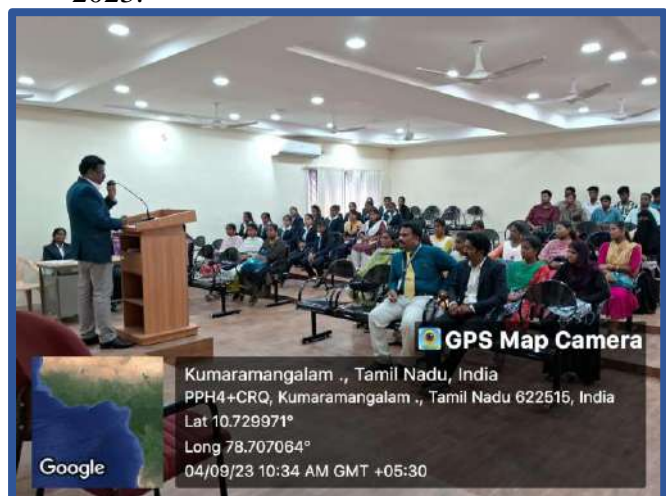 2023.
GPS Map Camera
Kumaramangalam ., Tamil Nadu, India
PPH4+CRQ, Kumaramangalam ., Tamil Nadu 622515, India
Lat 10.729971°
Long 78.707064°
04/09/23 10:34 AM GMT +05:30
Google